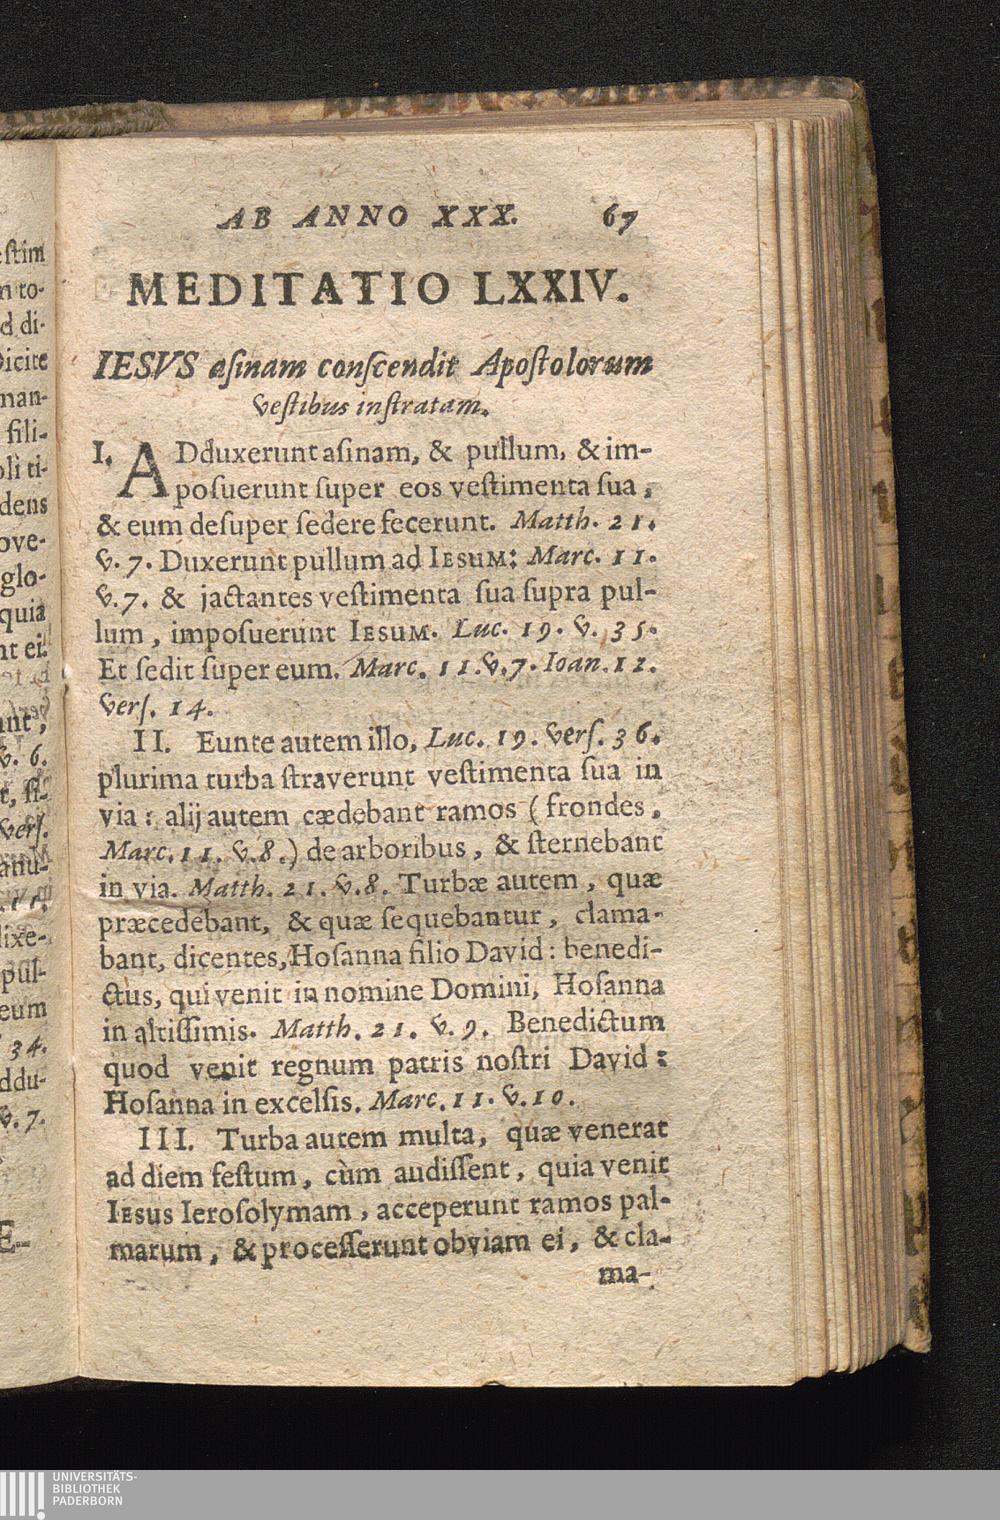 AB ANNO XXX. 67
MEDITATIO LXXIV.
IESVS aſinam conſcendit Apoſtolorum
veſtibus inſtratam.
I. ADduxerunt aſinam, & pullum, & im-
poſuerunt ſuper eos veſtimenta ſua,
& eum deſuper ſedere fecerunt. Matth. 21.
v. 7. Duxerunt pullum ad IESUM: Marc. 11.
v. 7. & jactantes veſtimenta ſua ſupra pul-
lum, impoſuerunt IESUM. Luc. 19. v. 35.
Et ſedit ſuper eum. Marc. 11. v. 7. Ioan. 12.
verſ. 14.
II. Eunte autem illo, Luc. 19. verſ. 36.
plurima turba ſtraverunt veſtimenta ſua in
via: alij autem cædebant ramos (frondes,
Marc. 11. v. 8.) de arboribus, & ſternebant
in via. Matth. 21. v. 8. Turbæ autem, quæ
præcedebant, & quæ ſequebantur, clama-
bant, dicentes, Hoſanna filio David: benedi-
ctus, qui venit in nomine Domini, Hoſanna
in altiſſimis. Matth. 21. v. 9. Benedictum
quod venit regnum patris noſtri David:
Hoſanna in excelſis. Marc. 11. v. 10.
III. Turba autem multa, quæ venerat
ad diem feſtum, cùm audiſſent, quia venit
IESUS Ieroſolymam, acceperunt ramos pal-
marum, & proceſſerunt obviam ei, & cla-
ma-
UNIVERSITÄTS-
BIBLIOTHEK
PADERBORN